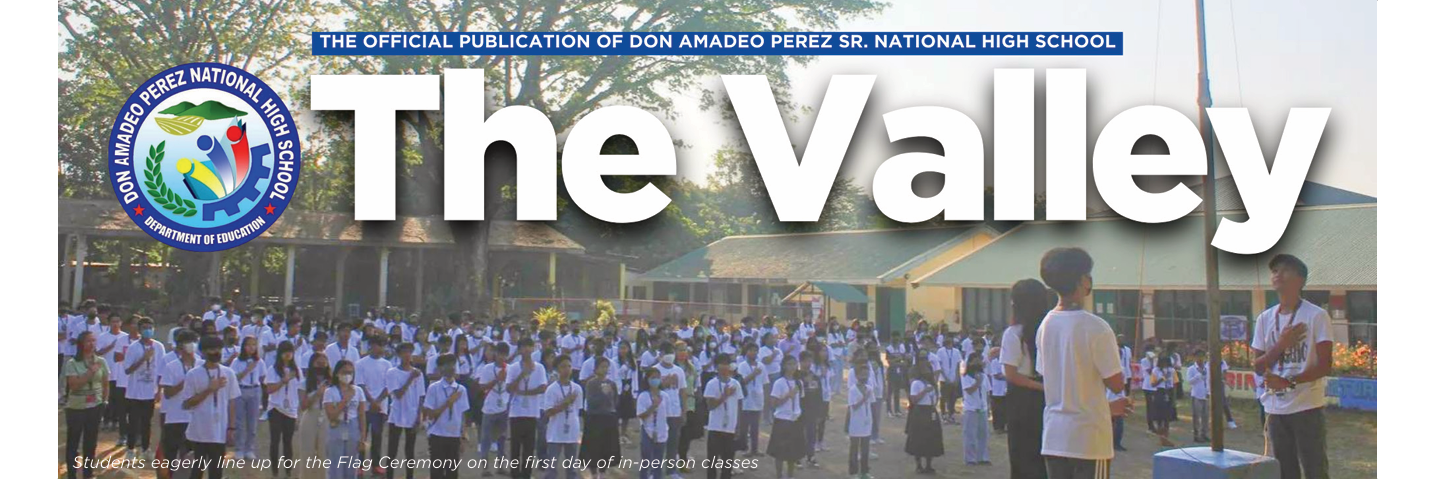 THE OFFICIAL PUBLICATION OF DON AMADEO PEREZ SR. NATIONAL HIGH SCHOOL
The Valley
DON AMADEO PEREZ NATIONAL HIGH SCHOOL
DEPARTMENT OF EDUCATION
Students eagerly line up for the Flag Ceremony on the first day of in-person classes